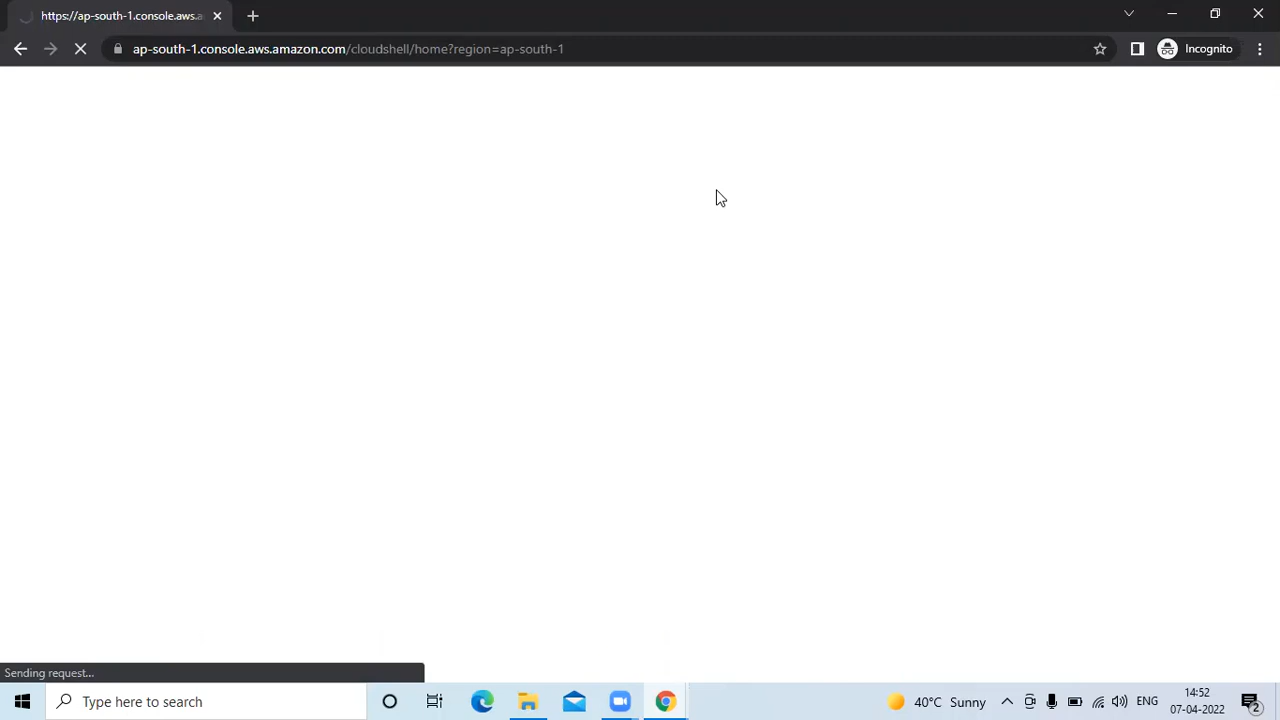 https://ap-south-1.console.aws.a
ap-south-1.console.aws.amazon.com/cloudshell/home?region=ap-south-1
Incognito
Sending request...
Type here to search
40°C Sunny
ENG
14:52
07-04-2022
2